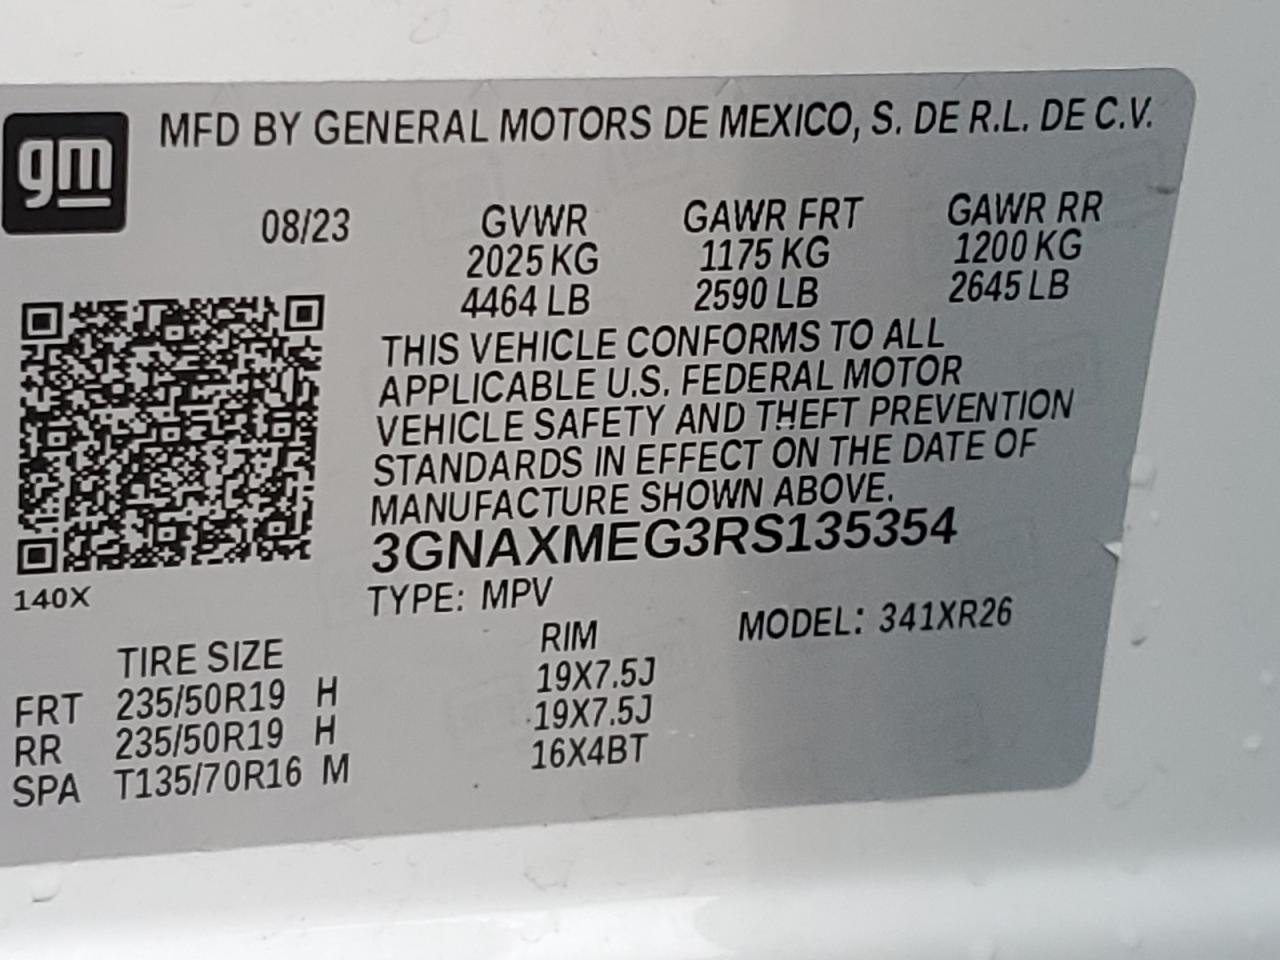 gm
MFD BY GENERAL MOTORS DE MEXICO, S. DE R.L. DE C.V.
08/23 GVWR GAWR FRT GAWR RR
2025 KG 1175 KG 1200 KG
4464 LB 2590 LB 2645 LB
THIS VEHICLE CONFORMS TO ALL
APPLICABLE U.S. FEDERAL MOTOR
VEHICLE SAFETY AND THEFT PREVENTION
STANDARDS IN EFFECT ON THE DATE OF
MANUFACTURE SHOWN ABOVE.
3GNAXMEG3RS135354
140X
TYPE: MPV MODEL: 341XR26
TIRE SIZE RIM
FRT 235/50R19 H 19X7.5J
RR 235/50R19 H 19X7.5J
SPA T135/70R16 M 16X4BT